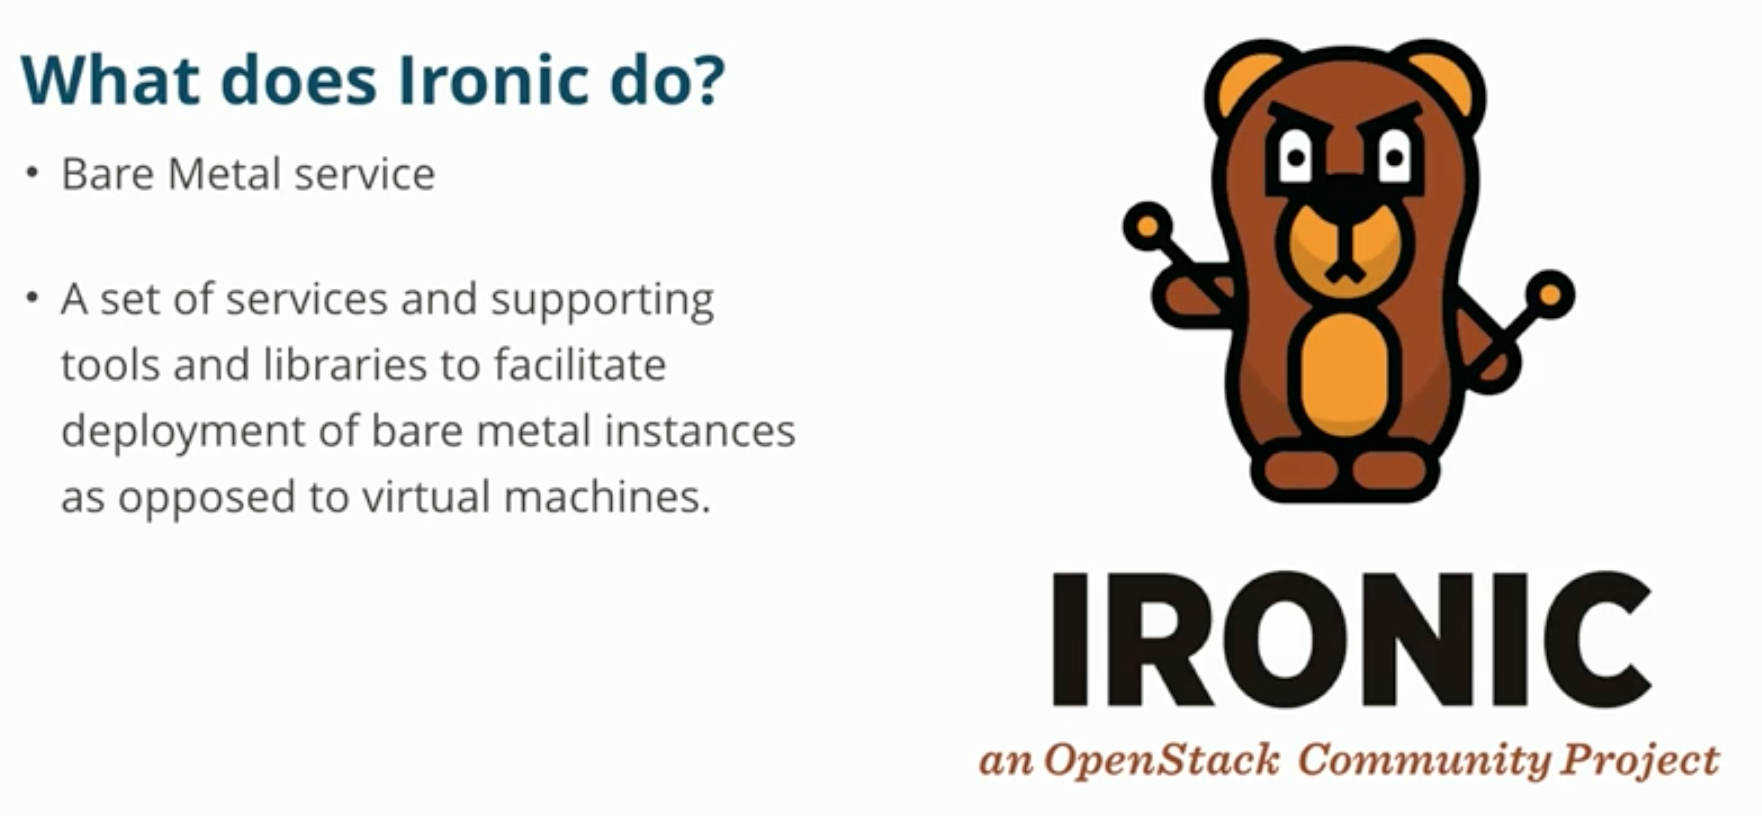 What does Ironic do?
• Bare Metal service
• A set of services and supporting
tools and libraries to facilitate
deployment of bare metal instances
as opposed to virtual machines.
IRONIC
an OpenStack Community Project